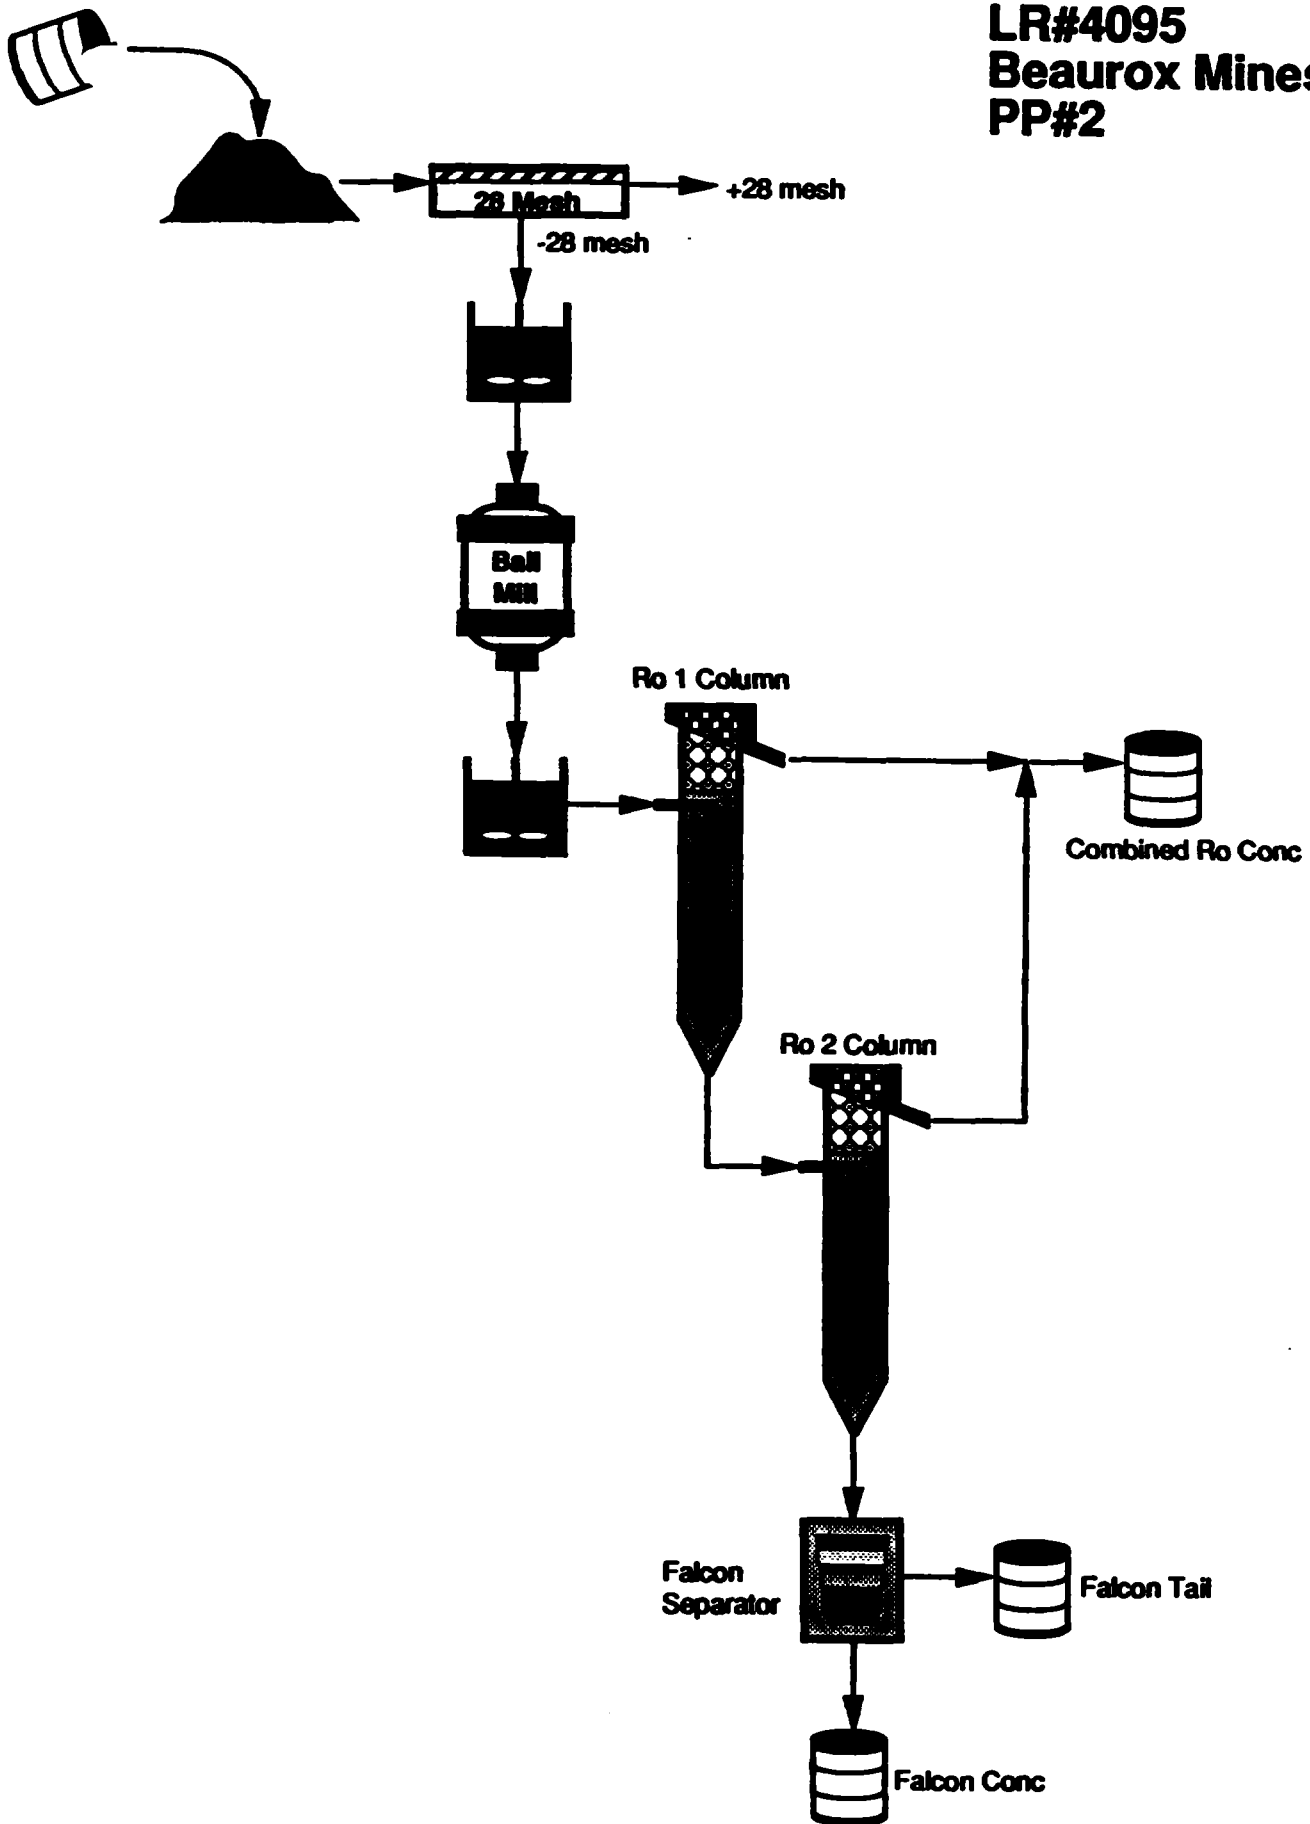 LR#4095
Beaurox Mines
PP#2
28 Mesh
+28 mesh
-28 mesh
Ball
Mill
Ro 1 Column
Combined Ro Conc
Ro 2 Column
Falcon
Separator
Falcon Tail
Falcon Conc